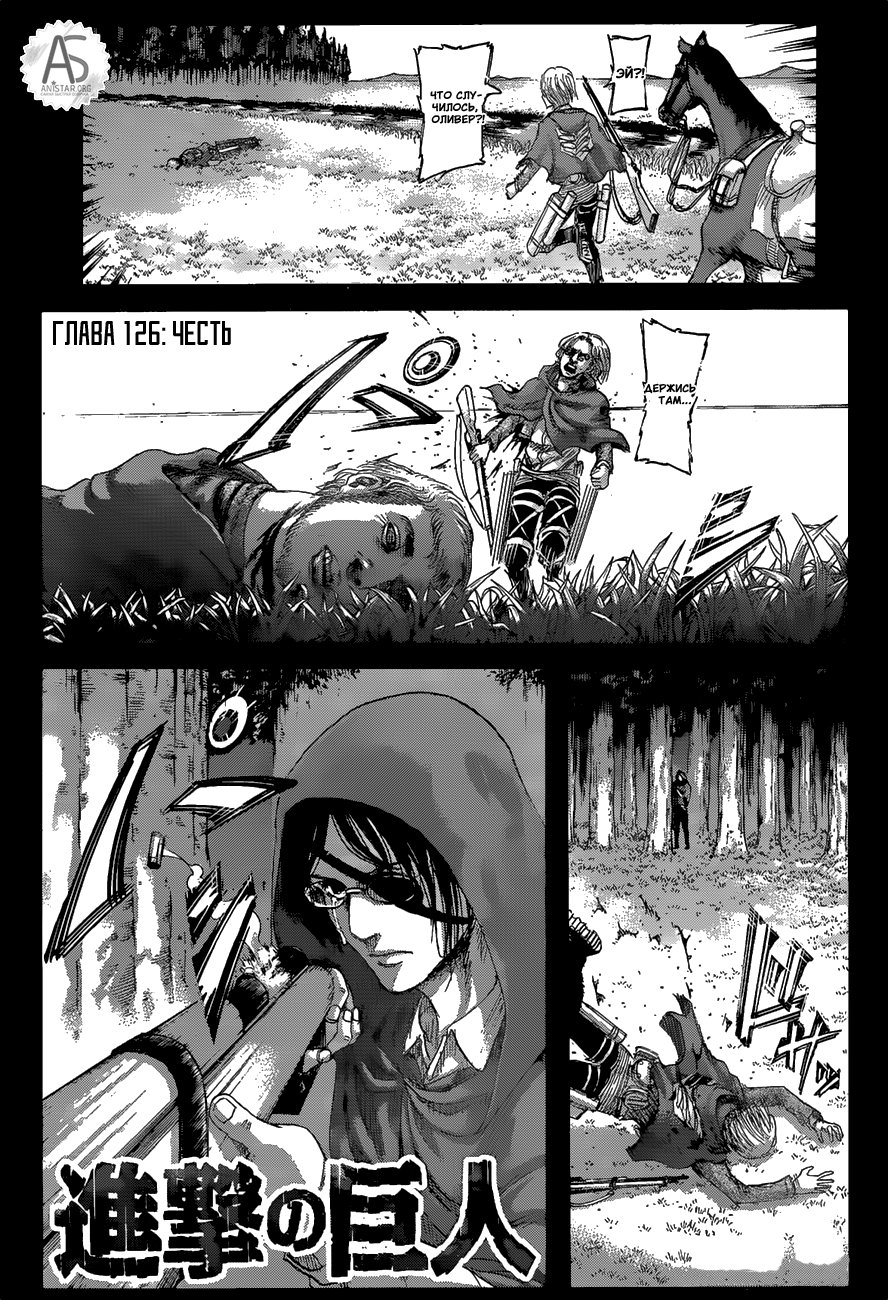 AS
ANISTAR.ORG
ЭЙ?!
ЧТО СЛУ-
ЧИЛОСЬ,
ОЛИВЕР?!
ГЛАВА 126: ЧЕСТЬ
ДЕРЖИСЬ
ТАМ...
進撃の巨人